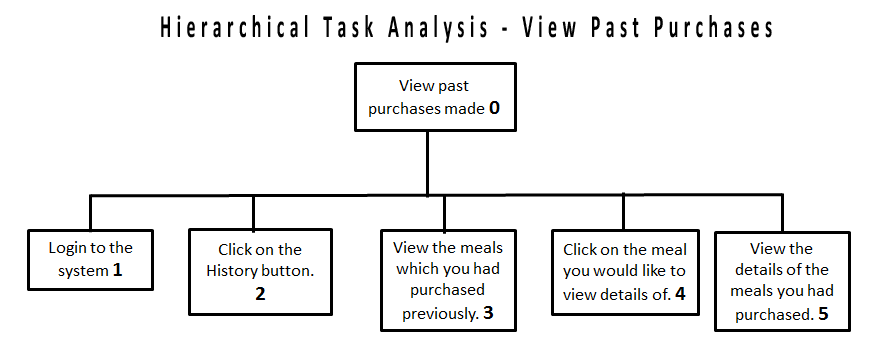 Hierarchical Task Analysis - View Past Purchases
View past
purchases made 0
Login to the
system 1
Click on the
History button.
2
View the meals
which you had
purchased
previously. 3
Click on the meal
you would like to
view details of. 4
View the
details of the
meals you had
purchased. 5